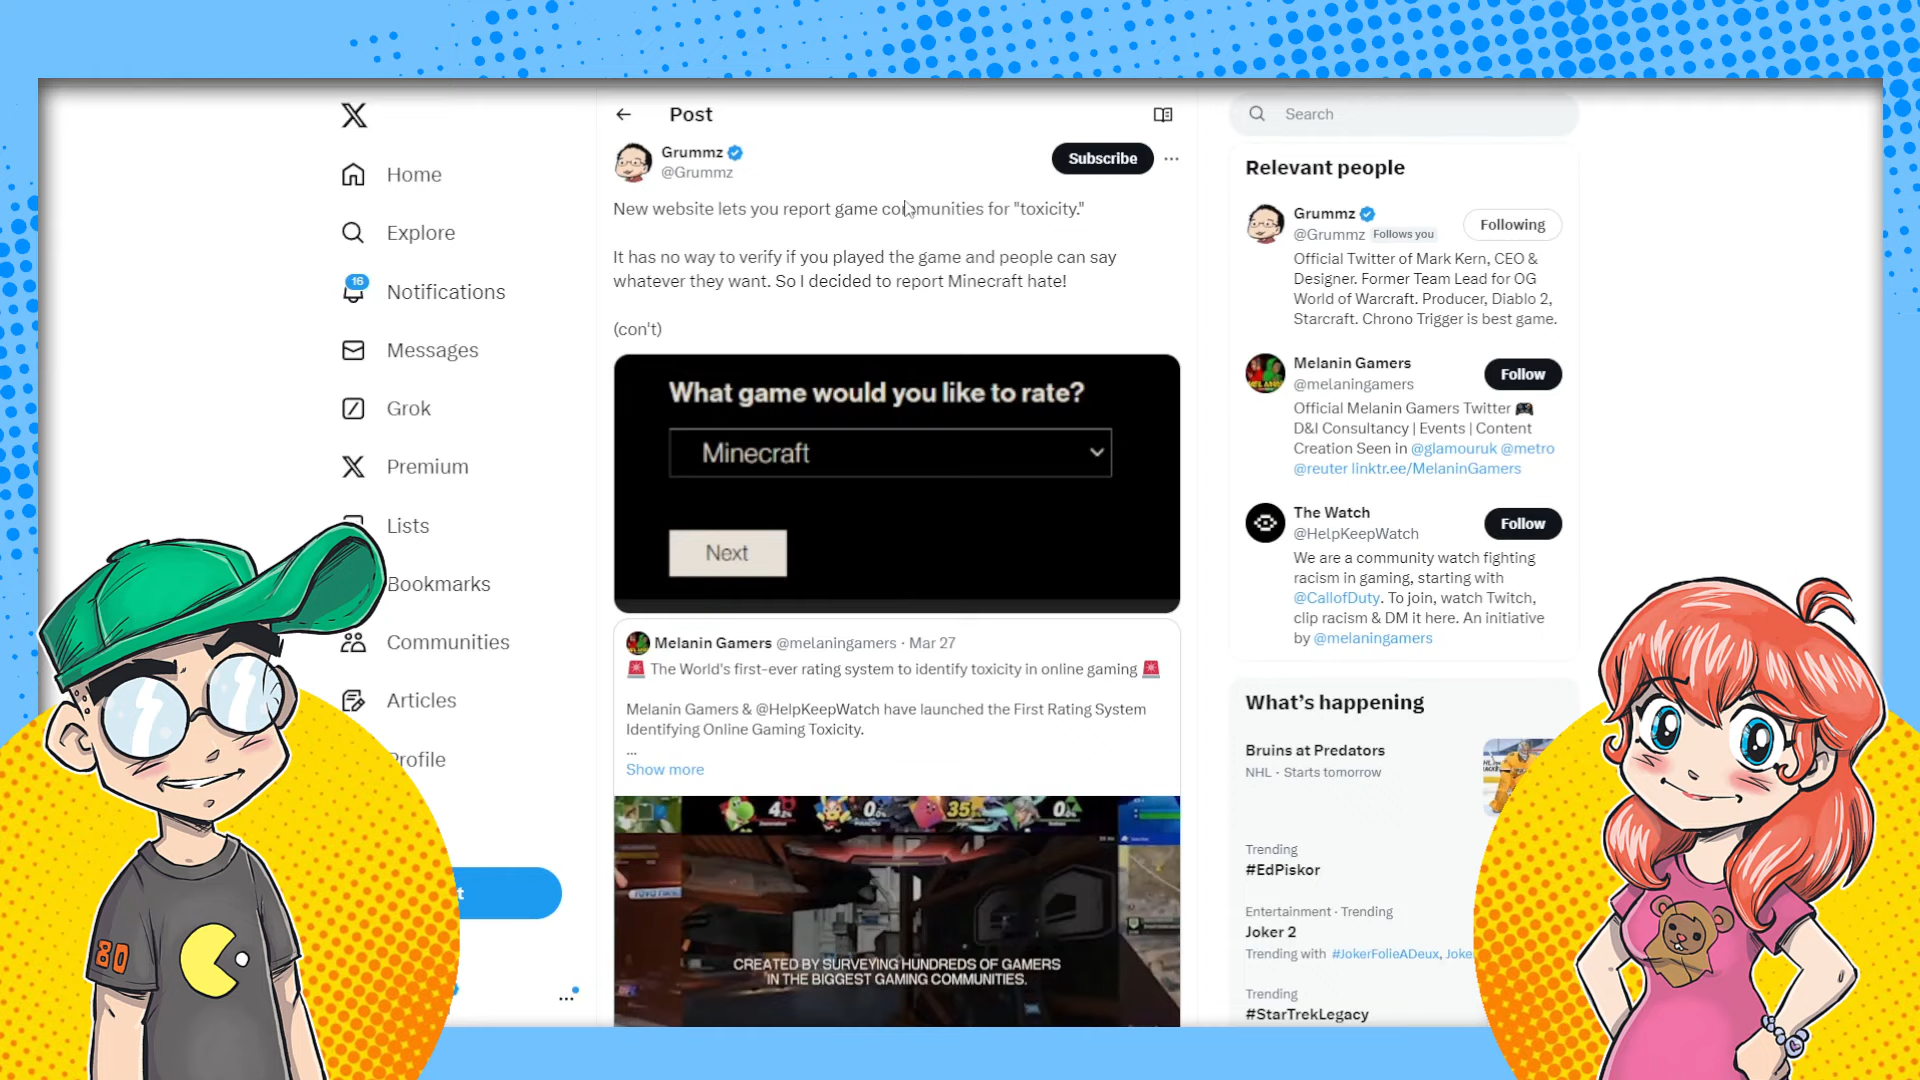 Home
Explore
16
Notifications
Messages
Grok
Premium
Lists
Bookmarks
Communities
Articles
Profile
Post
Grummz
@Grummz
Subscribe
New website lets you report game communities for "toxicity."
It has no way to verify if you played the game and people can say
whatever they want. So I decided to report Minecraft hate!
(con't)
What game would you like to rate?
Minecraft
Next
Melanin Gamers @melaningamers · Mar 27
🚨 The World's first-ever rating system to identify toxicity in online gaming 🚨
Melanin Gamers & @HelpKeepWatch have launched the First Rating System
Identifying Online Gaming Toxicity.
...
Show more
CREATED BY SURVEYING HUNDREDS OF GAMERS
IN THE BIGGEST GAMING COMMUNITIES.
Search
Relevant people
Grummz
@Grummz Follows you
Following
Official Twitter of Mark Kern, CEO &
Designer. Former Team Lead for OG
World of Warcraft. Producer, Diablo 2,
Starcraft. Chrono Trigger is best game.
Melanin Gamers
@melaningamers
Follow
Official Melanin Gamers Twitter 🎮
D&I Consultancy | Events | Content
Creation Seen in @glamouruk @metro
@reuter linktr.ee/MelaninGamers
The Watch
@HelpKeepWatch
Follow
We are a community watch fighting
racism in gaming, starting with
@CallofDuty. To join, watch Twitch,
clip racism & DM it here. An initiative
by @melaningamers
What's happening
Bruins at Predators
NHL · Starts tomorrow
Trending
#EdPiskor
Entertainment · Trending
Joker 2
Trending with #JokerFolieADeux, Joke
Trending
#StarTrekLegacy
80